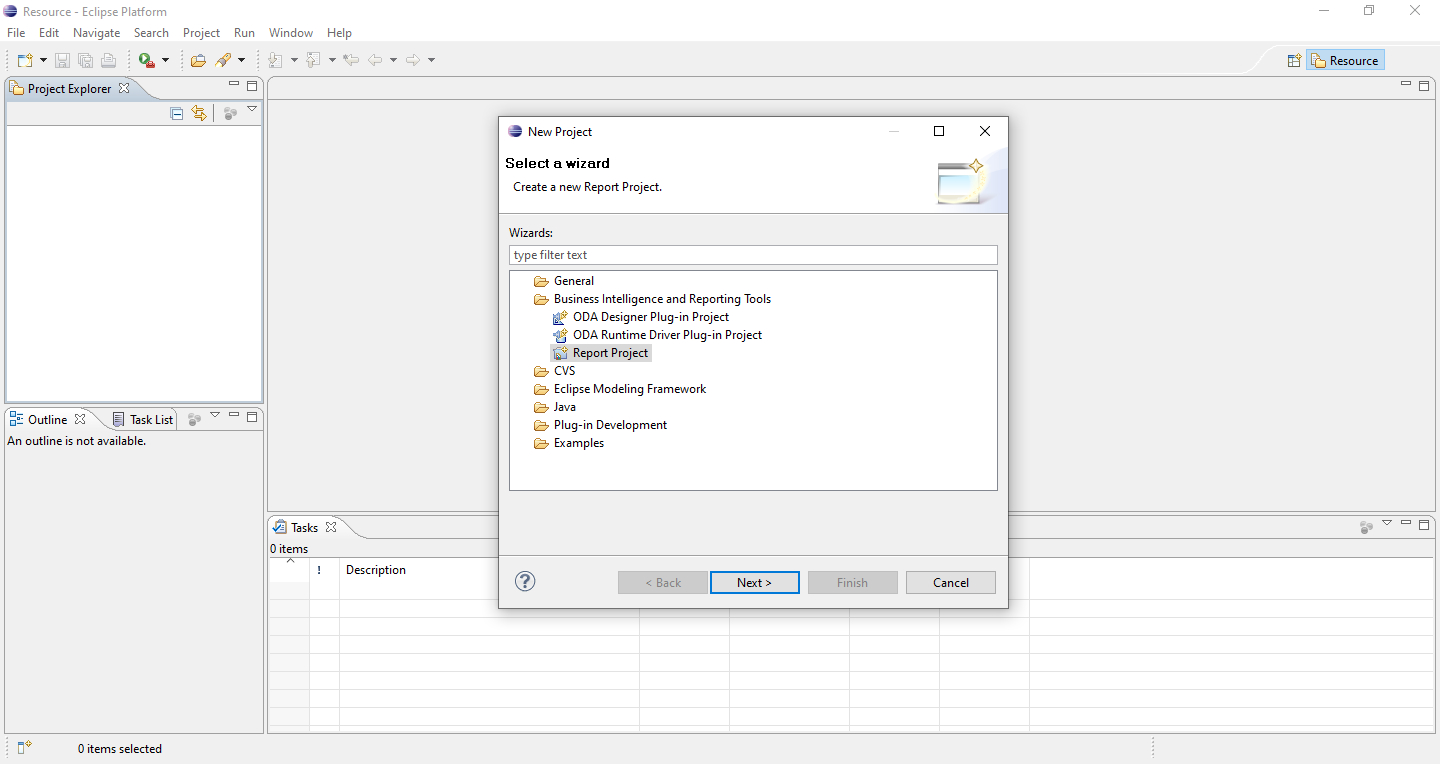 Resource - Eclipse Platform
File Edit Navigate Search Project Run Window Help
Resource
Project Explorer
New Project
Select a wizard
Create a new Report Project.
Wizards:
type filter text
General
Business Intelligence and Reporting Tools
ODA Designer Plug-in Project
ODA Runtime Driver Plug-in Project
Report Project
CVS
Eclipse Modeling Framework
Java
Plug-in Development
Examples
< Back Next > Finish Cancel
Outline Task List
An outline is not available.
Tasks
0 items
! Description
0 items selected